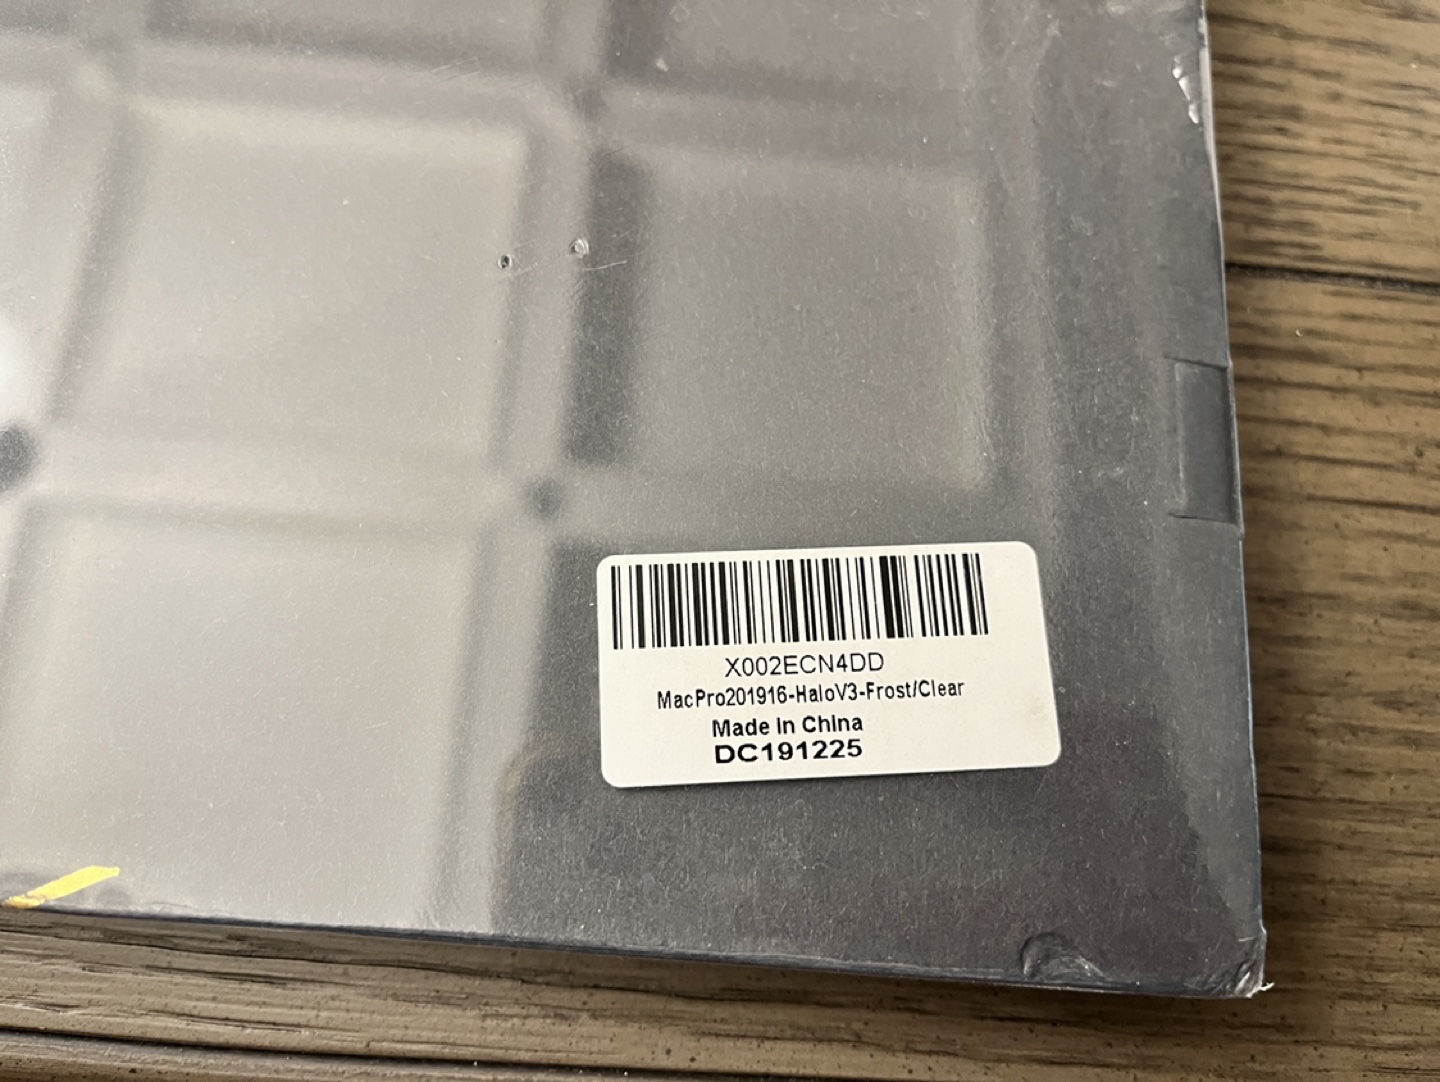 X002ECN4DD
MacPro201916-HaloV3-Frost/Clear
Made in China
DC191225